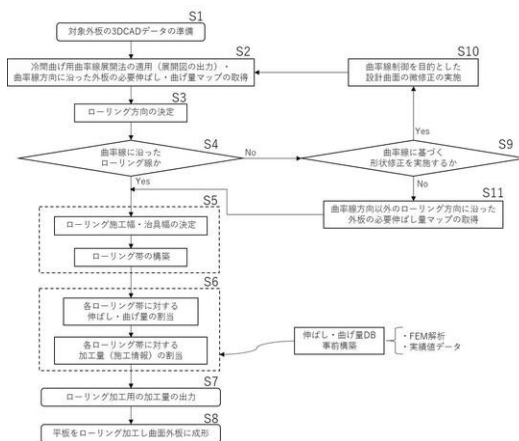 S1
対象外板の3DCADデータの準備
S2
冷間曲げ用曲率線展開法の適用（展開図の出力）・
曲率線方向に沿った外板の必要伸ばし・曲げ量マップの取得
S10
曲率線制御を目的とした
設計曲面の微修正の実施
S3
ローリング方向の決定
S4
曲率線に沿った
ローリング線か
No
Yes
S9
曲率線に基づく
形状修正を実施するか
Yes
No
S11
曲率線方向以外のローリング方向に沿った
外板の必要伸ばし量マップの取得
S5
ローリング施工幅・治具幅の決定
ローリング帯の構築
S6
各ローリング帯に対する
伸ばし・曲げ量の割当
各ローリング帯に対する
加工量（施工情報）の割当
伸ばし・曲げ量DB
事前構築
・FEM解析
・実績値データ
S7
ローリング加工用の加工量の出力
S8
平板をローリング加工し曲面外板に成形